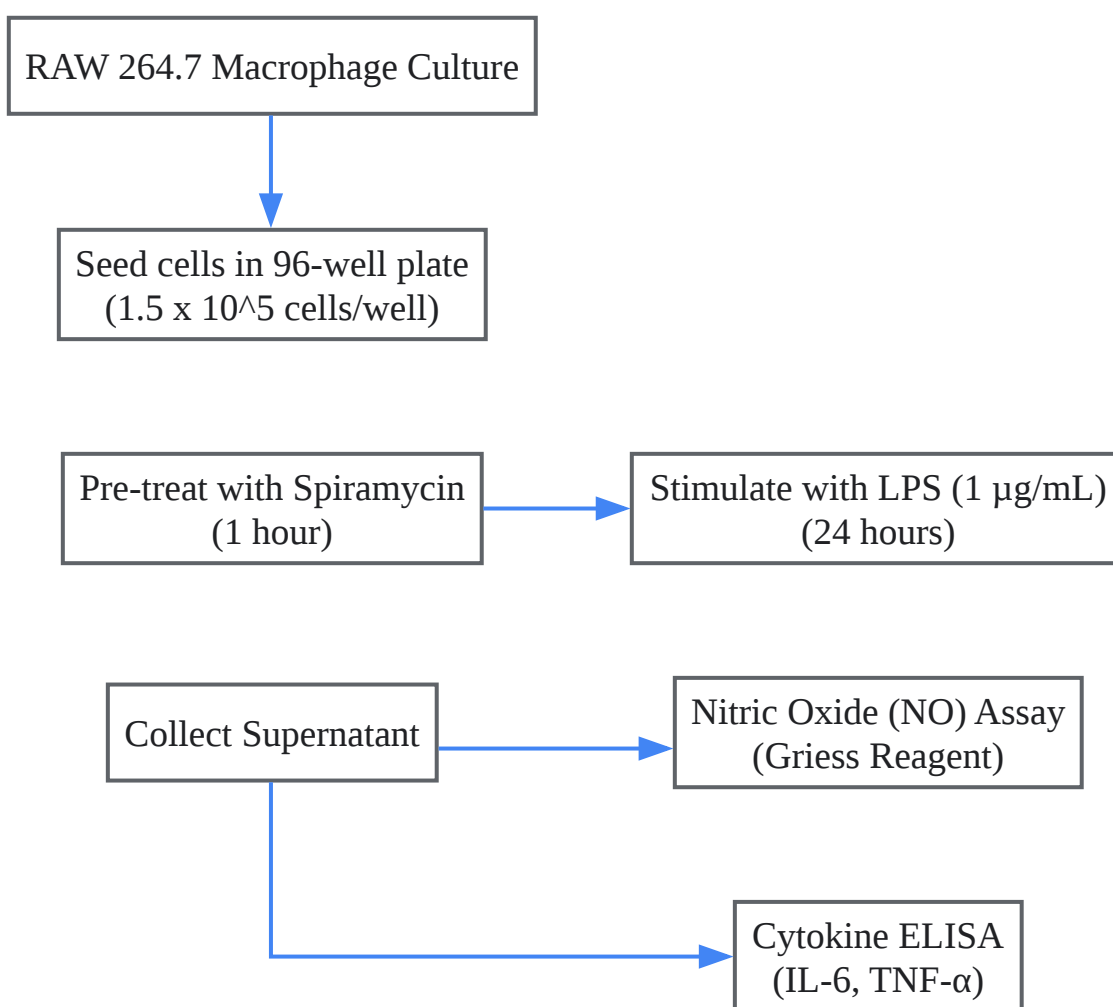 RAW 264.7 Macrophage Culture
Seed cells in 96-well plate
(1.5 x 10^5 cells/well)
Pre-treat with Spiramycin
(1 hour)
Stimulate with LPS (1 µg/mL)
(24 hours)
Collect Supernatant
Nitric Oxide (NO) Assay
(Griess Reagent)
Cytokine ELISA
(IL-6, TNF-α)